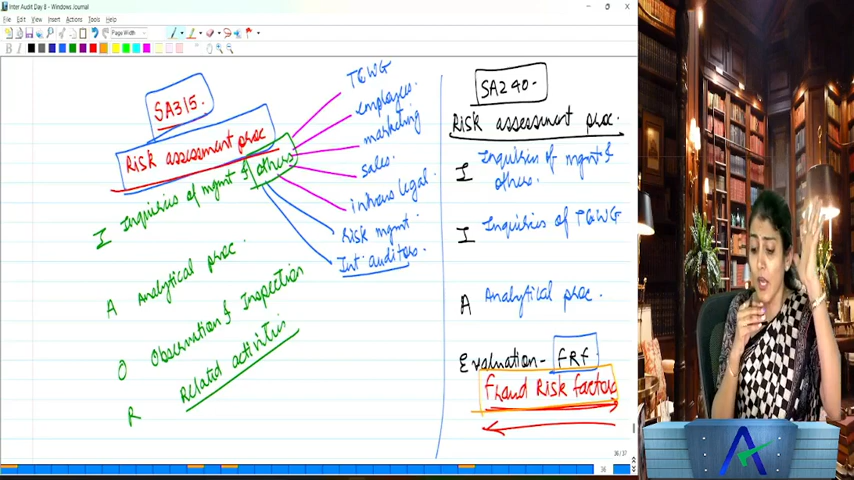 Inter Audit Day 8 - Windows Journal
File Edit View Insert Actions Tools Help
Page Width
SA315.
Risk assessment proc
I Inquiries of mgmt & others
TCWG
employees.
marketing
sales.
inhouse legal.
Risk mgmt
Int. auditors.
A Analytical proc.
O Observation & Inspection
R Related activities
SA240.
Risk assessment proc.
I Inquiries of mgmt &
others.
I Inquiries of TCWG
A Analytical proc.
Evaluation- FRF
Fraud Risk factors
36
36/37